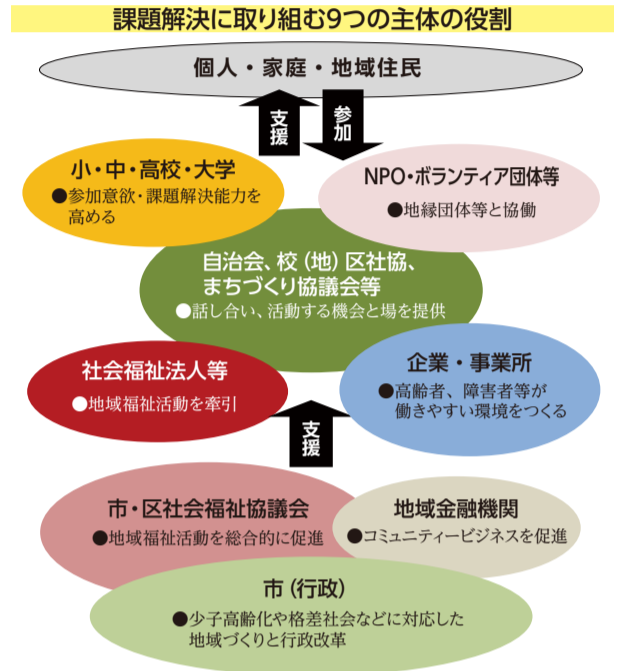 課題解決に取り組む9つの主体の役割
個人・家庭・地域住民
支援
参加
小・中・高校・大学
●参加意欲・課題解決能力を
高める
NPO・ボランティア団体等
●地縁団体等と協働
自治会、校（地）区社協、
まちづくり協議会等
●話し合い、活動する機会と場を提供
社会福祉法人等
●地域福祉活動を牽引
企業・事業所
●高齢者、障害者等が
働きやすい環境をつくる
支援
市・区社会福祉協議会
●地域福祉活動を総合的に促進
地域金融機関
●コミュニティービジネスを促進
市（行政）
●少子高齢化や格差社会などに対応した
地域づくりと行政改革